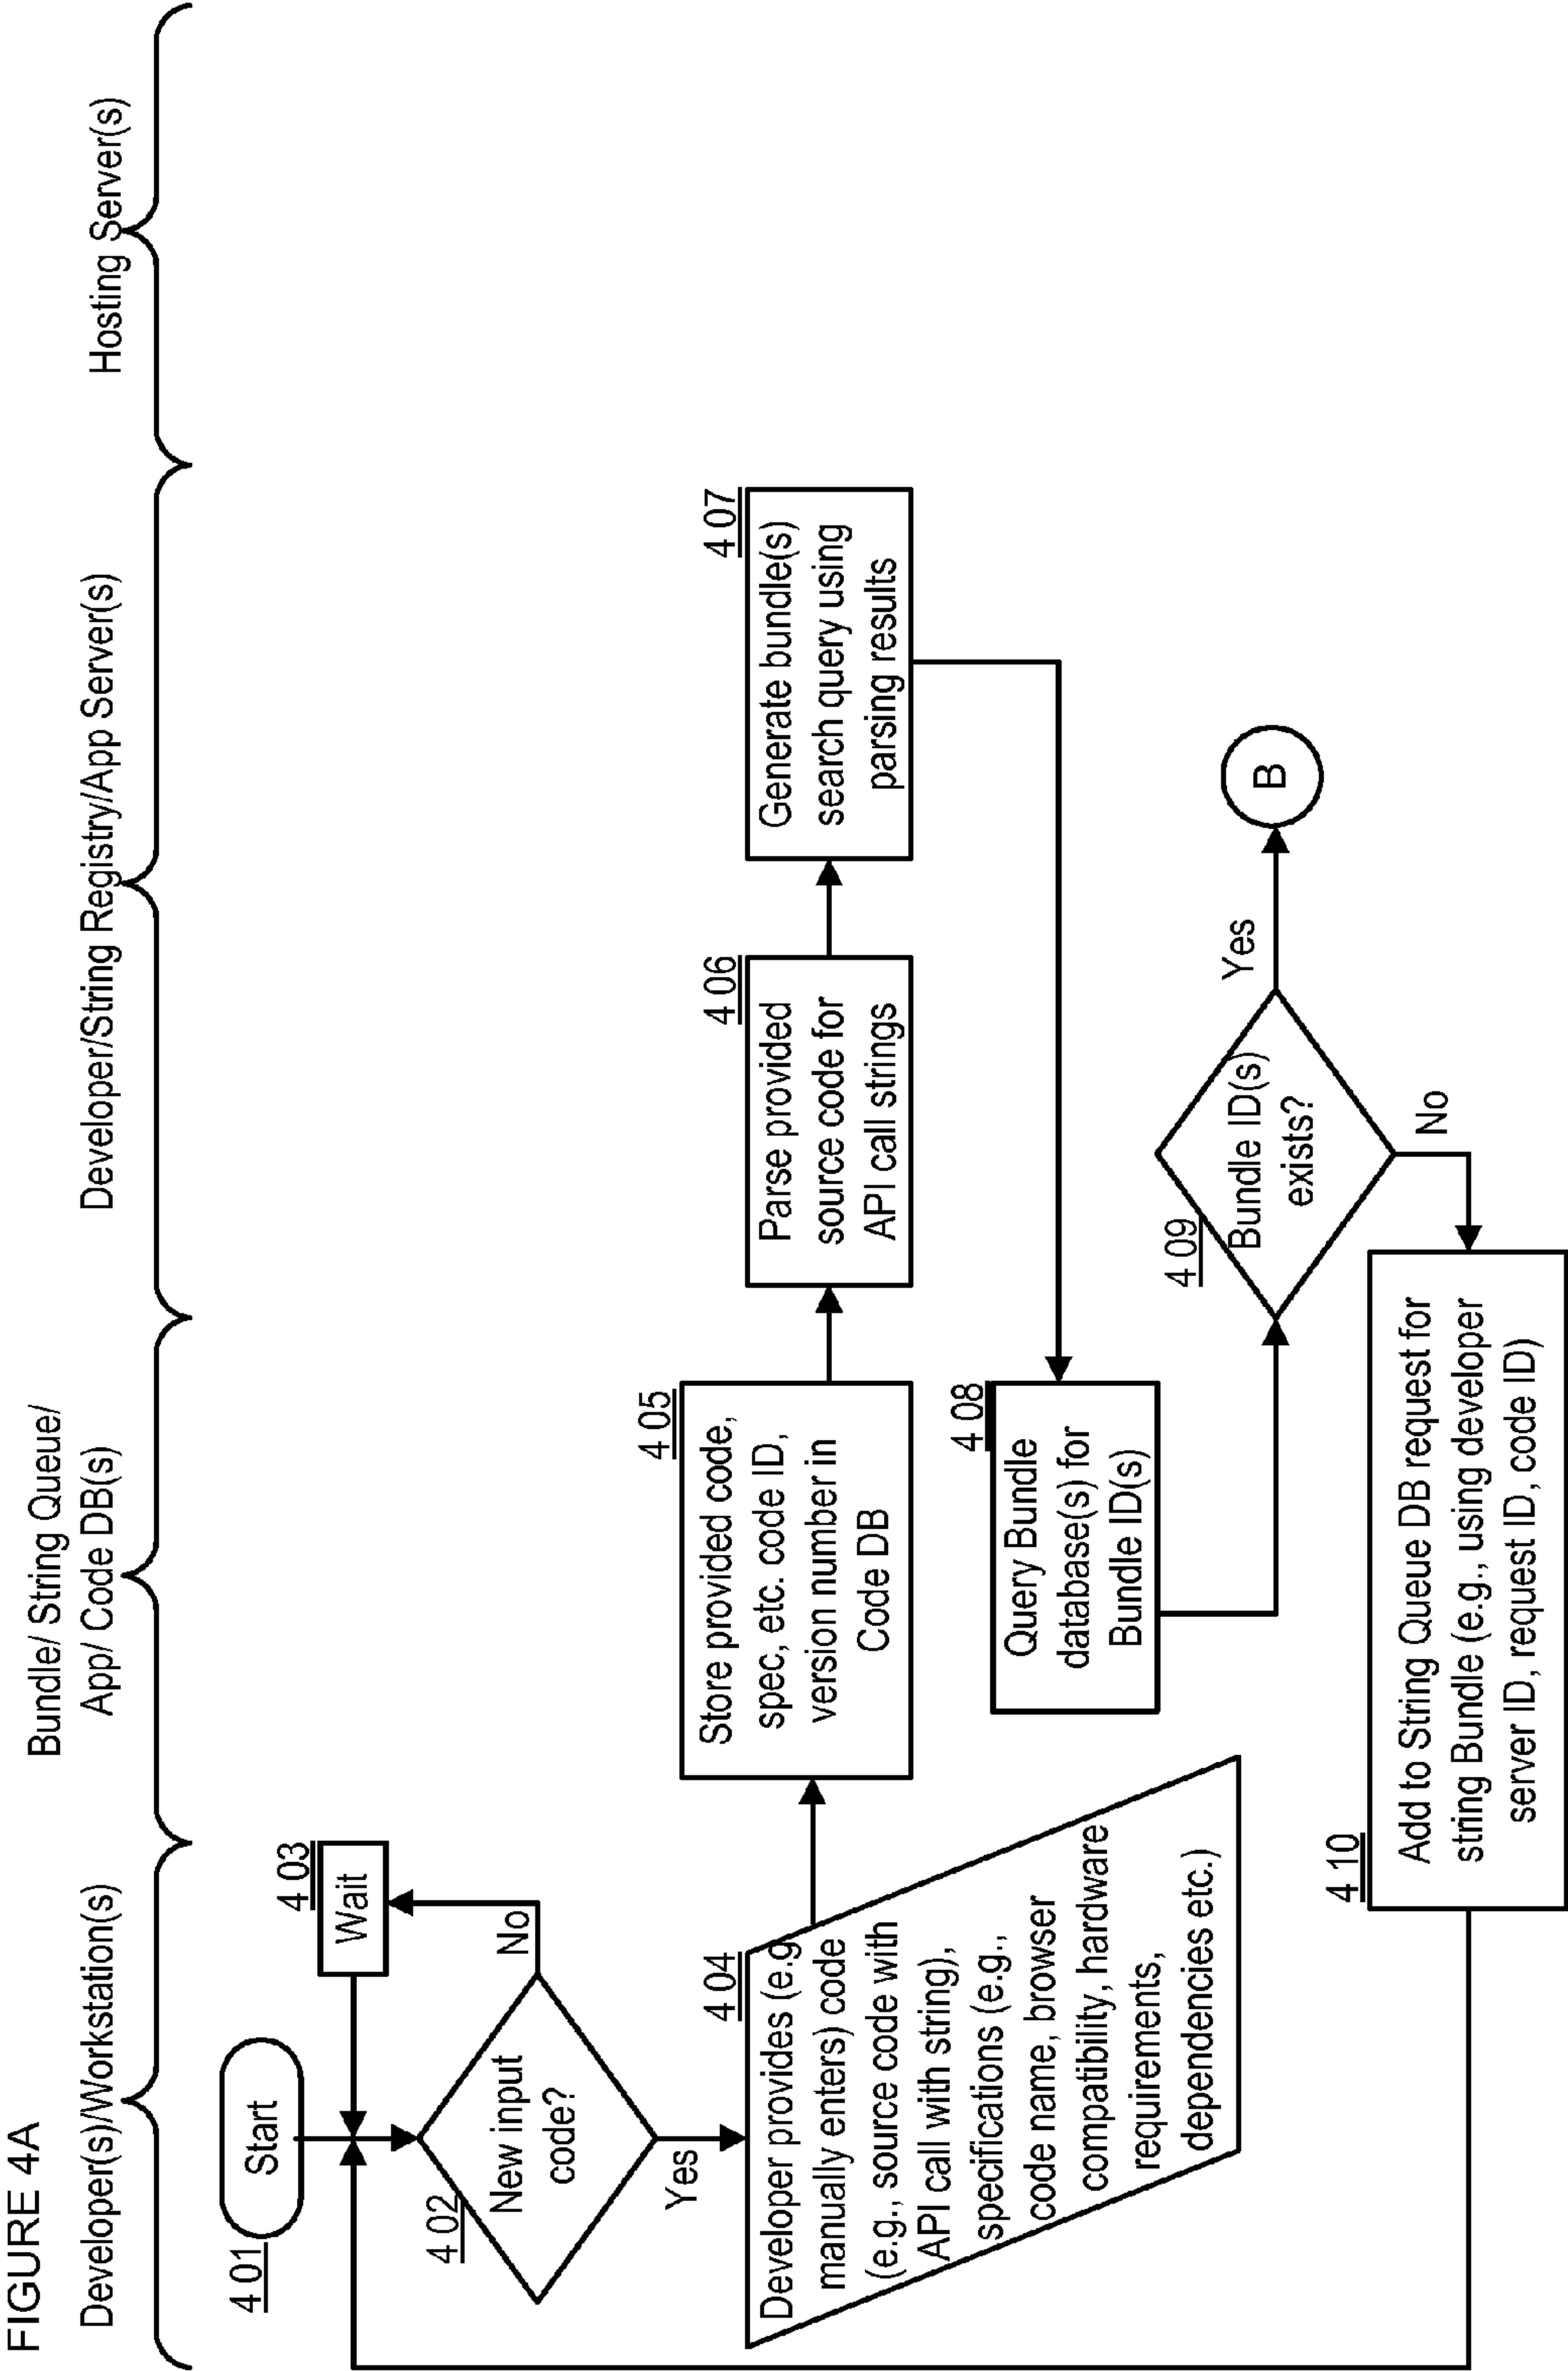 FIGURE 4A
Developer(s)/Workstation(s)
Bundle/ String Queue/
App/ Code DB(s)
Developer/String Registry/App Server(s)
Hosting Server(s)
4 01
Start
4 03
Wait
4 02
New input
code?
No
Yes
4 04
Developer provides (e.g
manually enters) code
(e.g., source code with
API call with string),
specifications (e.g.,
code name, browser
compatibility, hardware
requirements,
dependencies etc.)
4 05
Store provided code,
spec, etc. code ID,
version number in
Code DB
4 06
Parse provided
source code for
API call strings
4 07
Generate bundle(s)
search query using
parsing results
4 08
Query Bundle
database(s) for
Bundle ID(s)
4 09
Bundle ID(s)
exists?
Yes
B
No
4 10
Add to String Queue DB request for
string Bundle (e.g., using developer
server ID, request ID, code ID)